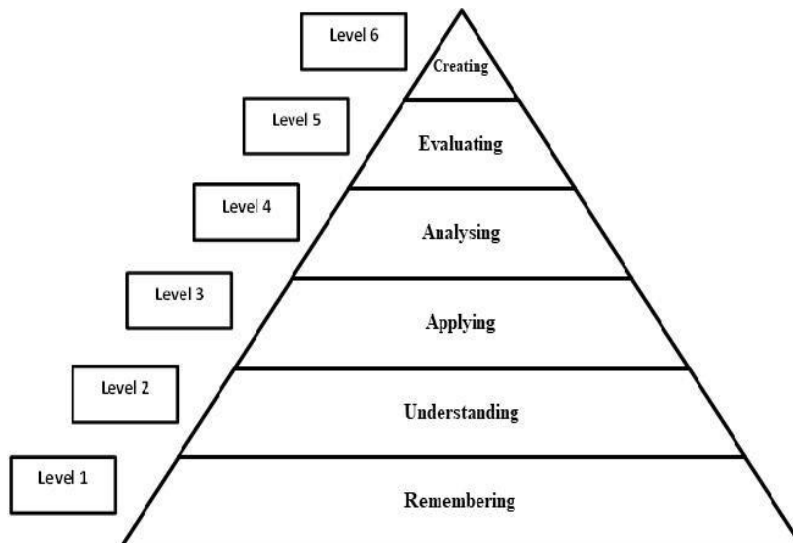 Level 6
Creating
Level 5
Evaluating
Level 4
Analysing
Level 3
Applying
Level 2
Understanding
Level 1
Remembering